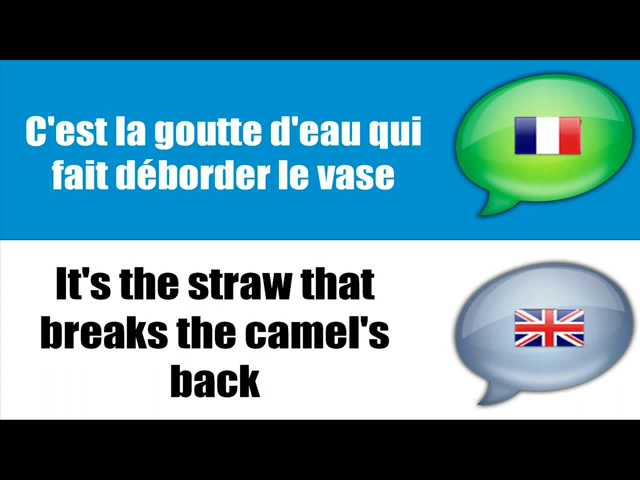 C'est la goutte d'eau qui
fait déborder le vase
It's the straw that
breaks the camel's
back